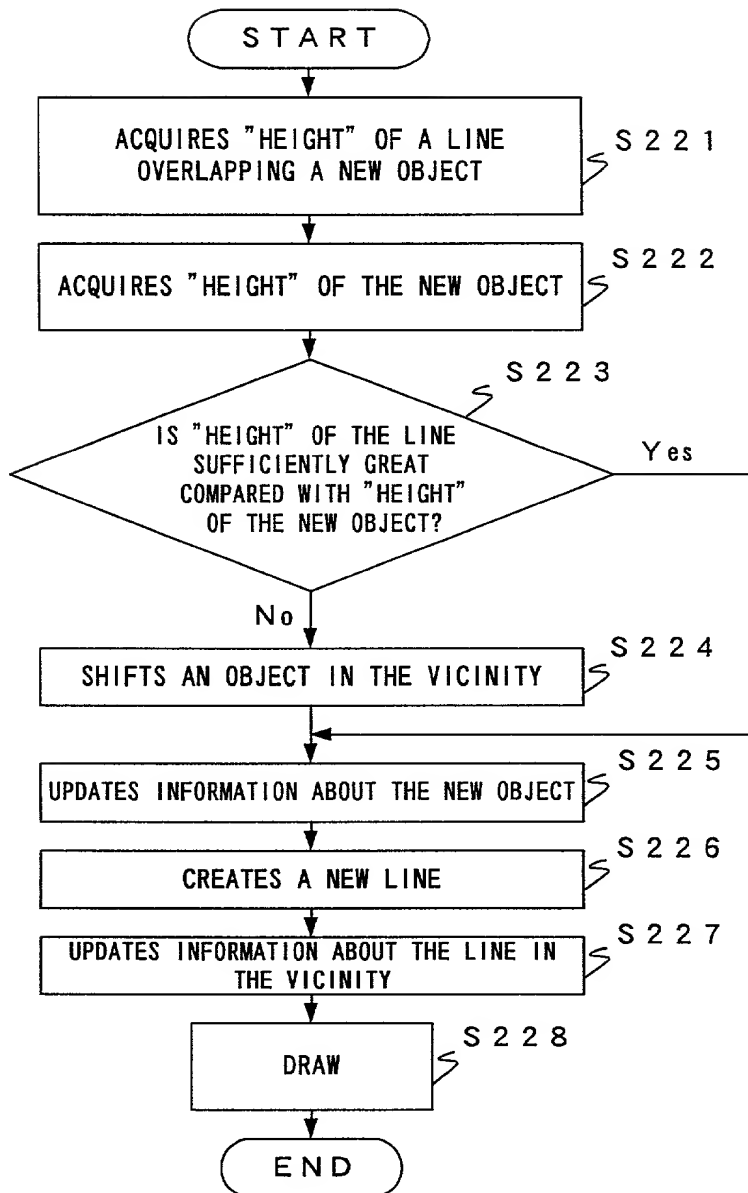 START
ACQUIRES "HEIGHT" OF A LINE
OVERLAPPING A NEW OBJECT
S221
ACQUIRES "HEIGHT" OF THE NEW OBJECT
S222
S223
IS "HEIGHT" OF THE LINE
SUFFICIENTLY GREAT
COMPARED WITH "HEIGHT"
OF THE NEW OBJECT?
Yes
No
SHIFTS AN OBJECT IN THE VICINITY
S224
UPDATES INFORMATION ABOUT THE NEW OBJECT
S225
CREATES A NEW LINE
S226
UPDATES INFORMATION ABOUT THE LINE IN
THE VICINITY
S227
DRAW
S228
END